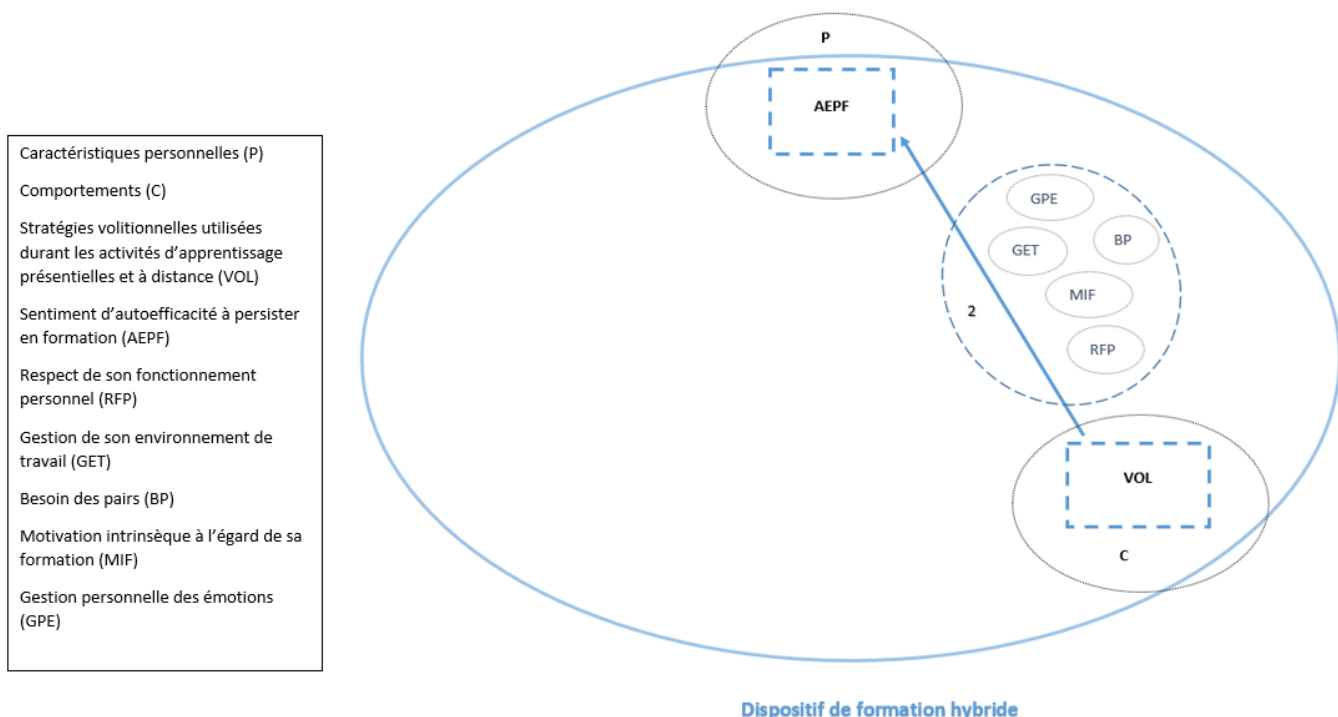 Caractéristiques personnelles (P)
Comportements (C)
Stratégies volitionnelles utilisées
durant les activités d'apprentissage
présentielles et à distance (VOL)
Sentiment d'autoefficacité à persister
en formation (AEPF)
Respect de son fonctionnement
personnel (RFP)
Gestion de son environnement de
travail (GET)
Besoin des pairs (BP)
Motivation intrinsèque à l'égard de sa
formation (MIF)
Gestion personnelle des émotions
(GPE)
P
AEPF
GPE
BP
GET
MIF
2
RFP
VOL
C
Dispositif de formation hybride